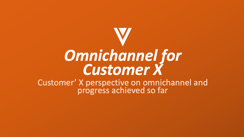 Omnichannel for
Customer X
Customer' X perspective on omnichannel and
progress achieved so far